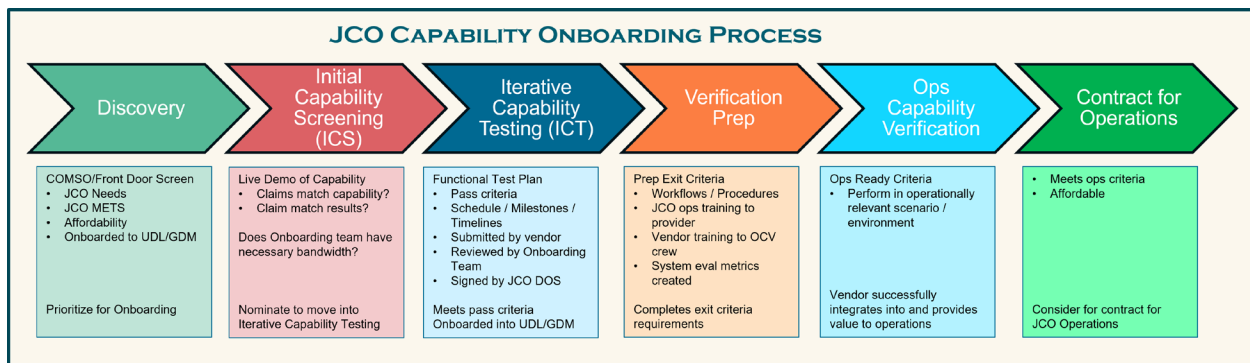 JCO CAPABILITY ONBOARDING PROCESS
Discovery
Initial
Capability
Screening
(ICS)
Iterative
Capability
Testing (ICT)
Verification
Prep
Ops
Capability
Verification
Contract for
Operations
COMSO/Front Door Screen
• JCO Needs
• JCO METS
• Affordability
• Onboarded to UDL/GDM
Prioritize for Onboarding
Live Demo of Capability
• Claims match capability?
• Claim match results?
Does Onboarding team have
necessary bandwidth?
Nominate to move into
Iterative Capability Testing
Functional Test Plan
• Pass criteria
• Schedule / Milestones /
Timelines
• Submitted by vendor
• Reviewed by Onboarding
Team
• Signed by JCO DOS
Meets pass criteria
Onboarded into UDL/GDM
Prep Exit Criteria
• Workflows / Procedures
• JCO ops training to
provider
• Vendor training to OCV
crew
• System eval metrics
created
Completes exit criteria
requirements
Ops Ready Criteria
• Perform in operationally
relevant scenario /
environment
Vendor successfully
integrates into and provides
value to operations
• Meets ops criteria
• Affordable
Consider for contract for
JCO Operations